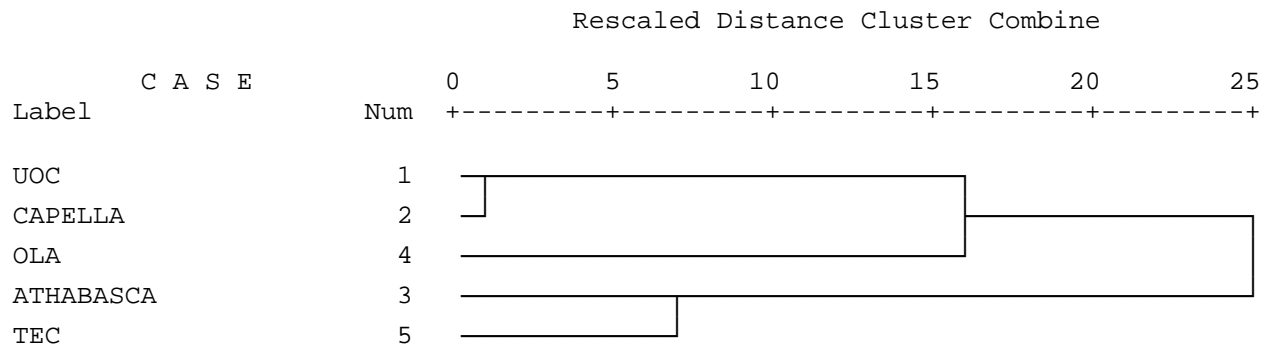 Rescaled Distance Cluster Combine
C A S E 0 5 10 15 20 25
Label Num +---------+---------+---------+---------+---------+
UOC 1
CAPELLA 2
OLA 4
ATHABASCA 3
TEC 5